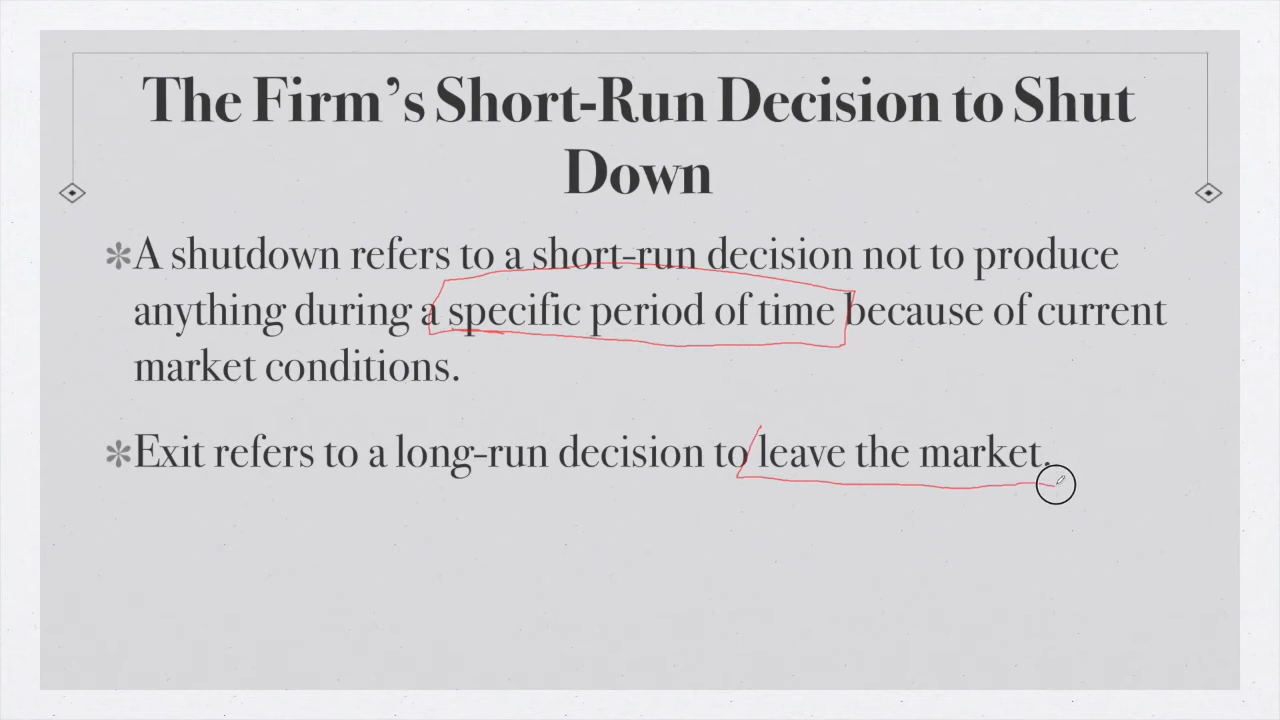 The Firm's Short-Run Decision to Shut
Down
*A shutdown refers to a short-run decision not to produce
anything during a specific period of time because of current
market conditions.
*Exit refers to a long-run decision to leave the market.